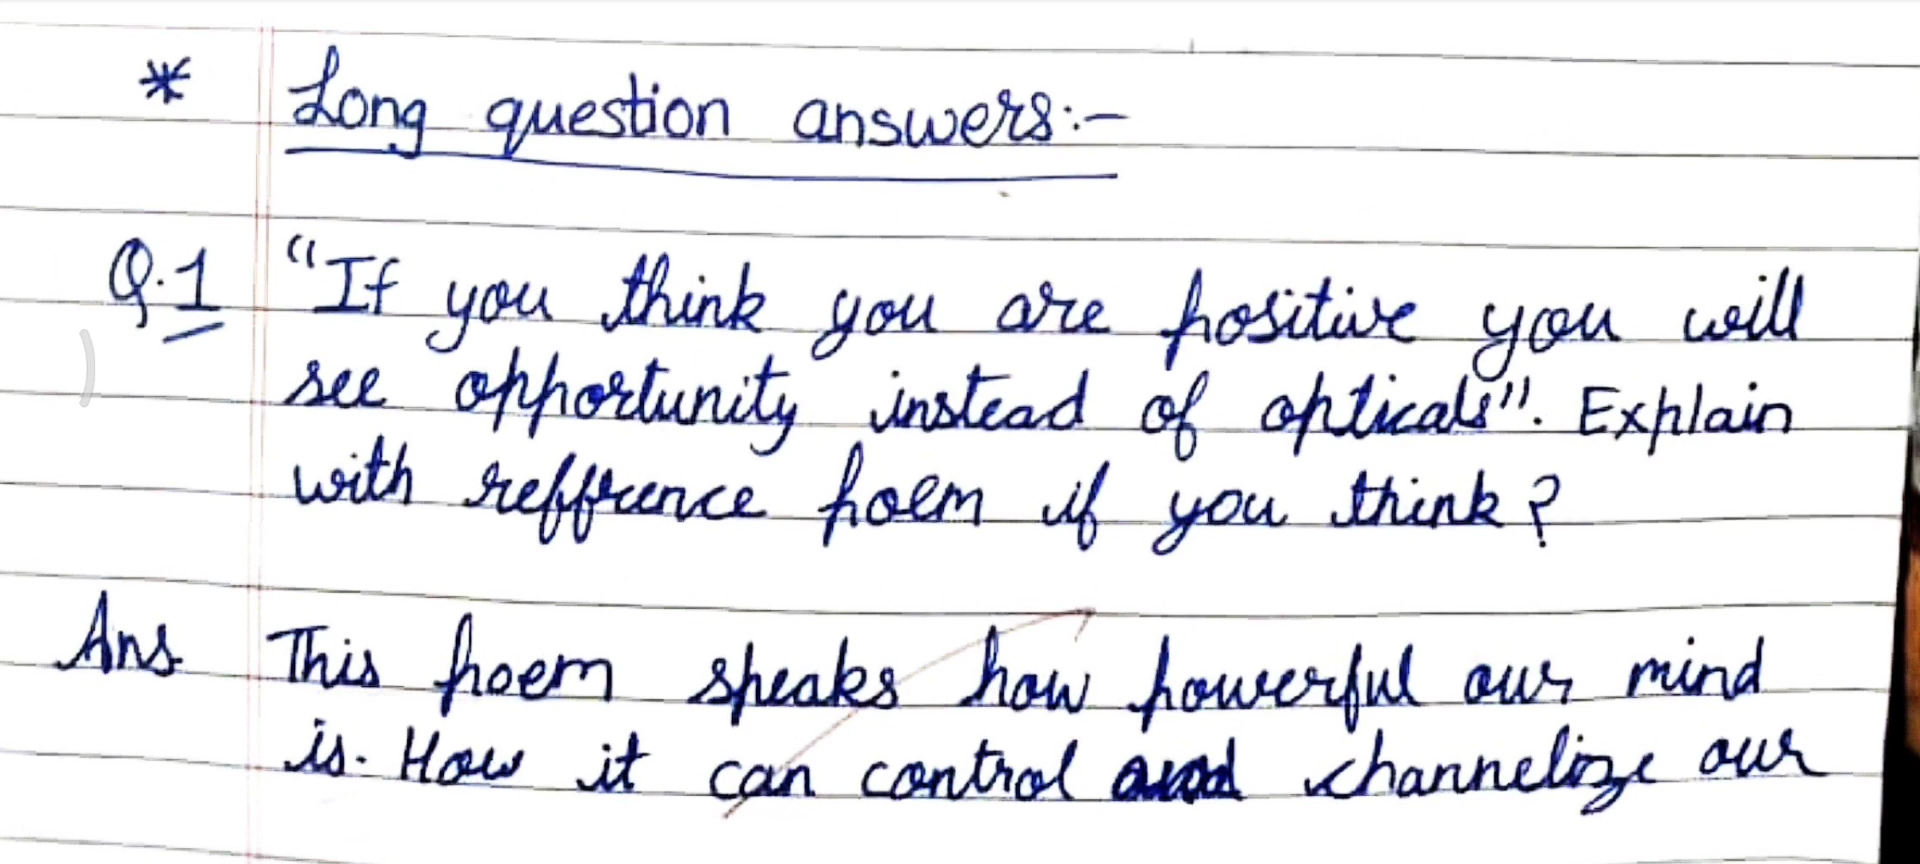 * Long question answers:-
Q.1 "If you think you are positive you will
see opportunity instead of opticals". Explain
with reffrence poem if you think?
Ans This poem speaks how powerful our mind
is. How it can control and channelize our